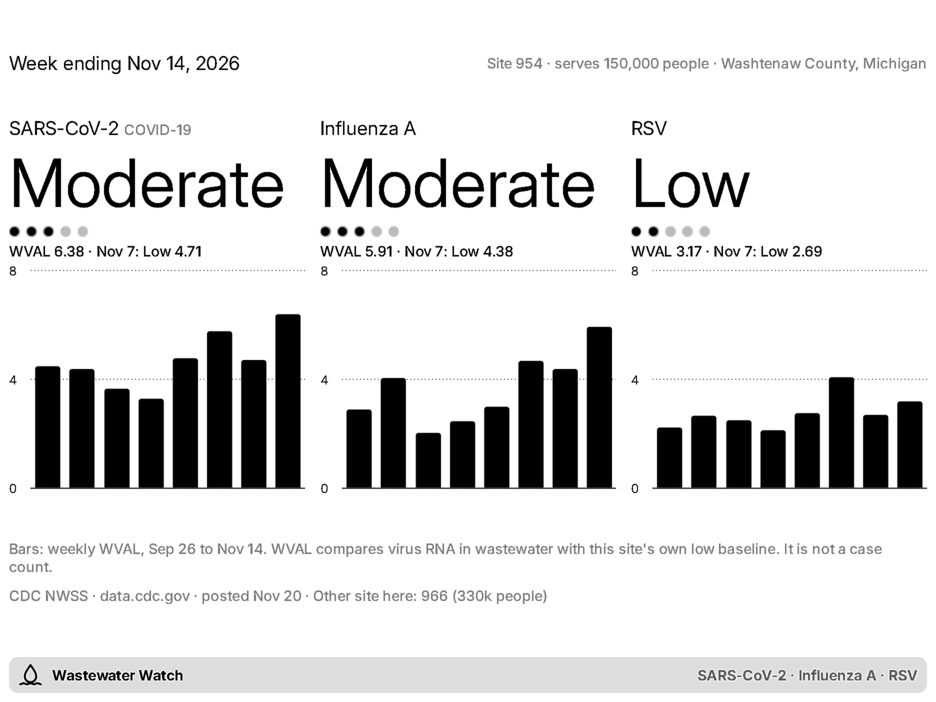 Week ending Nov 14, 2026
Site 954 · serves 150,000 people · Washtenaw County, Michigan
SARS-CoV-2 COVID-19
Moderate
WVAL 6.38 · Nov 7: Low 4.71
8
4
0
Influenza A
Moderate
WVAL 5.91 · Nov 7: Low 4.38
8
4
0
RSV
Low
WVAL 3.17 · Nov 7: Low 2.69
8
4
0
Bars: weekly WVAL, Sep 26 to Nov 14. WVAL compares virus RNA in wastewater with this site's own low baseline. It is not a case
count.
CDC NWSS · data.cdc.gov · posted Nov 20 · Other site here: 966 (330k people)
Wastewater Watch
SARS-CoV-2 · Influenza A · RSV